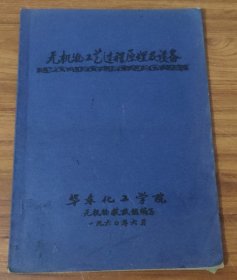 无机物工艺过程原理及设备
华东化工学院
无机物教研组编写
一九六〇年六月